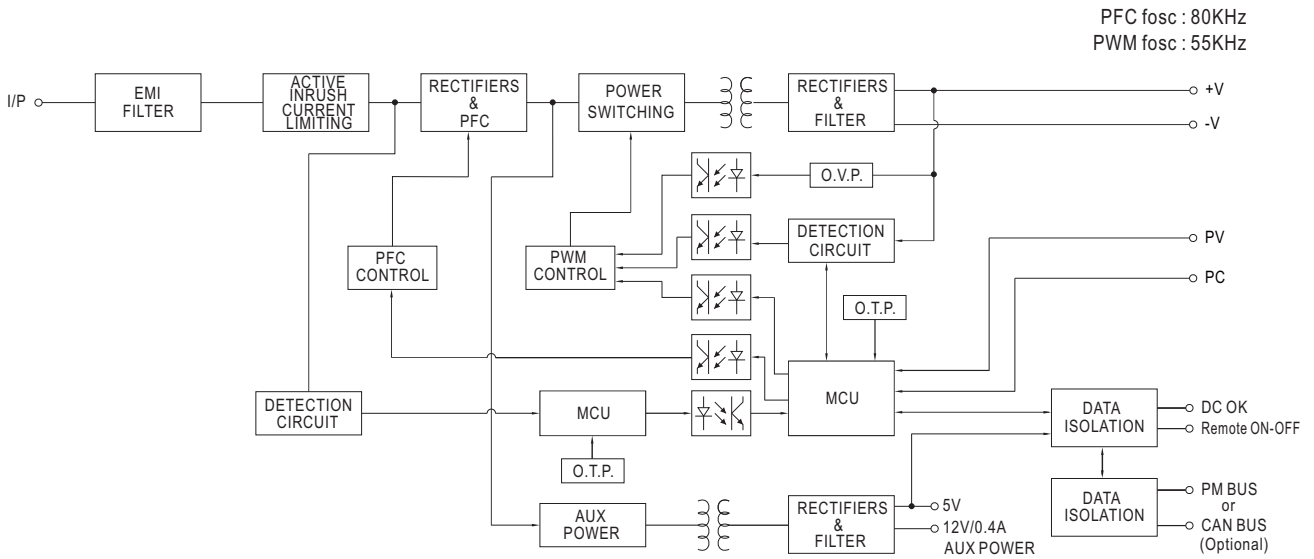 PFC fosc : 80KHz
PWM fosc : 55KHz
I/P
EMI
FILTER
ACTIVE
INRUSH
CURRENT
LIMITING
RECTIFIERS
&
PFC
POWER
SWITCHING
RECTIFIERS
&
FILTER
+V
-V
O.V.P.
PFC
CONTROL
PWM
CONTROL
DETECTION
CIRCUIT
PV
PC
O.T.P.
DETECTION
CIRCUIT
MCU
MCU
DATA
ISOLATION
DC OK
Remote ON-OFF
O.T.P.
AUX
POWER
RECTIFIERS
&
FILTER
5V
12V/0.4A
AUX POWER
DATA
ISOLATION
PM BUS
or
CAN BUS
(Optional)